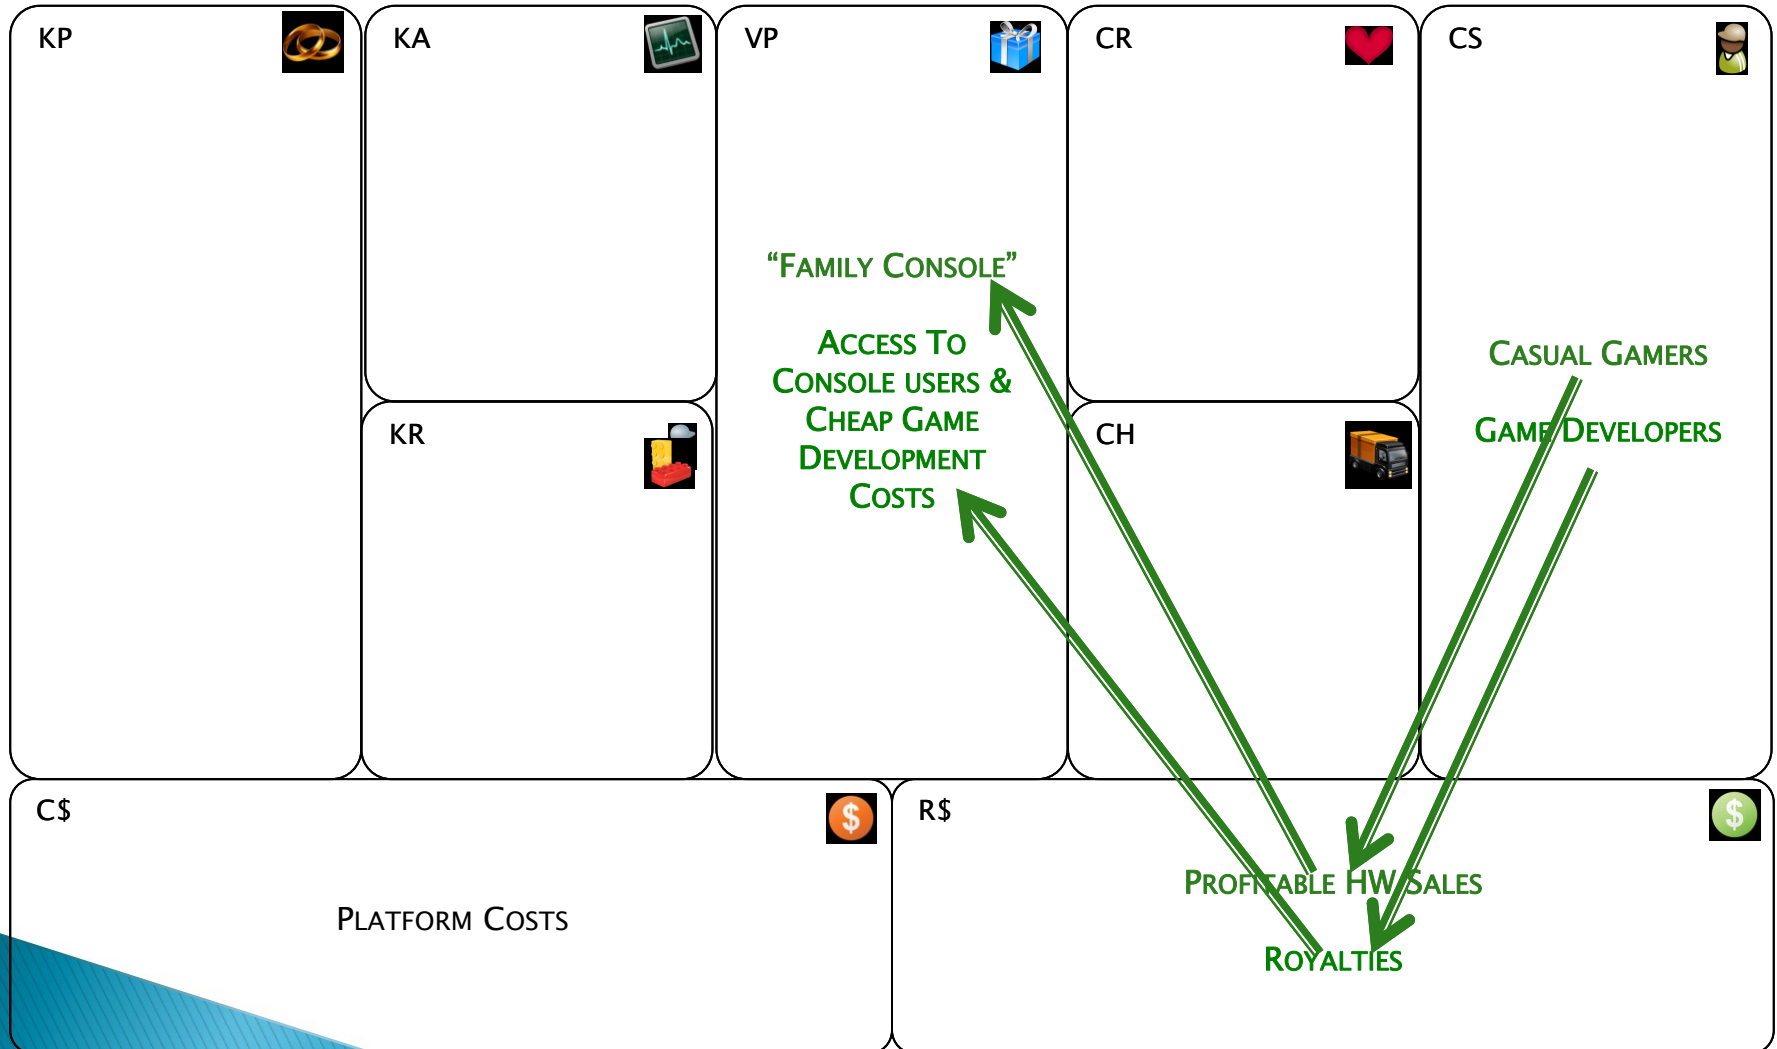 KP
KA
VP
CR
CS
“Family Console”
Access To
Console users &
Cheap Game
Development
Costs
Casual Gamers
Game Developers
KR
CH
C$
Platform Costs
R$
Profitable HW Sales
Royalties